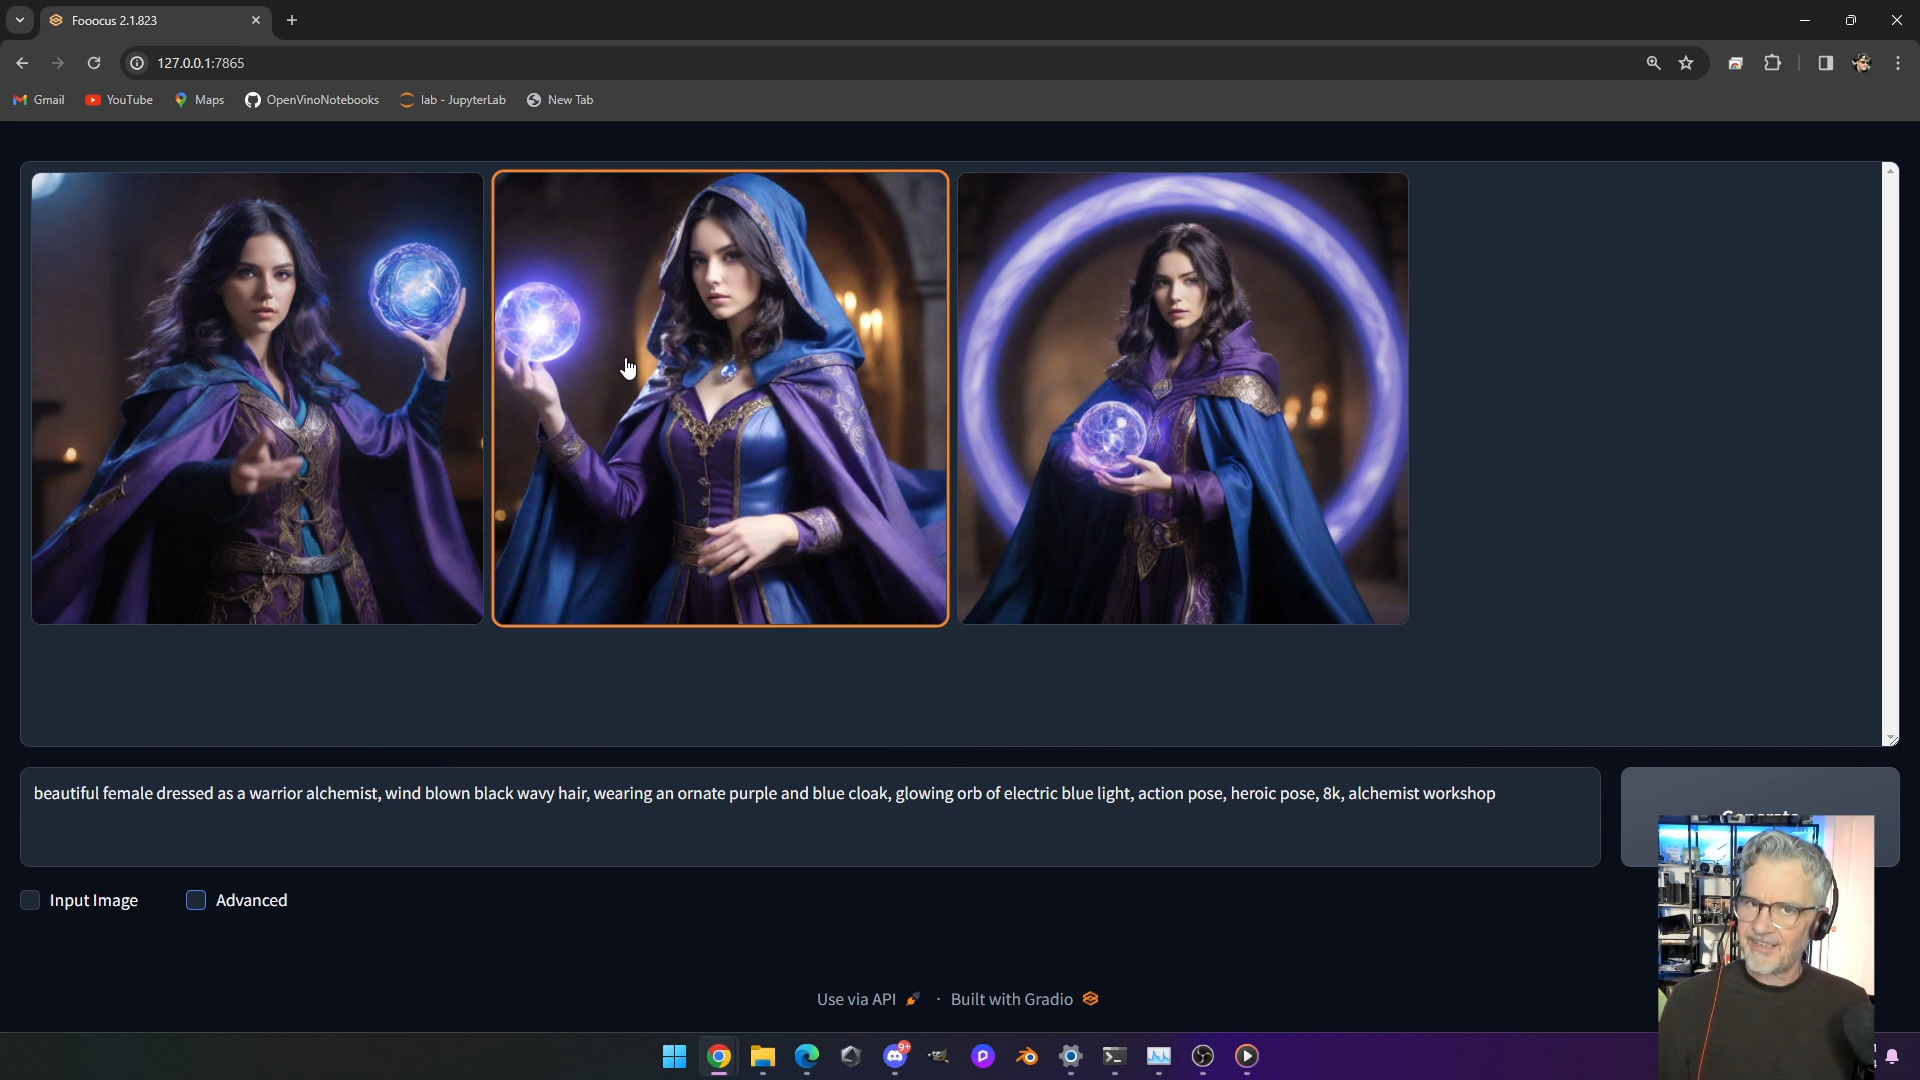 Fooocus 2.1.823
127.0.0.1:7865
Gmail
YouTube
Maps
OpenVinoNotebooks
lab - JupyterLab
New Tab
beautiful female dressed as a warrior alchemist, wind blown black wavy hair, wearing an ornate purple and blue cloak, glowing orb of electric blue light, action pose, heroic pose, 8k, alchemist workshop
Generate
Input Image
Advanced
Use via API · Built with Gradio
9+